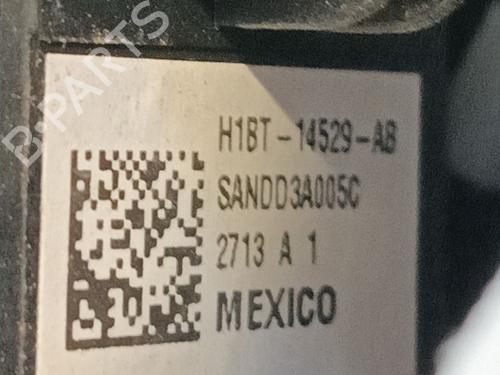 B-PARTS
H1BT-14529-AB
SANDD3A005C
2713 A 1
MEXICO